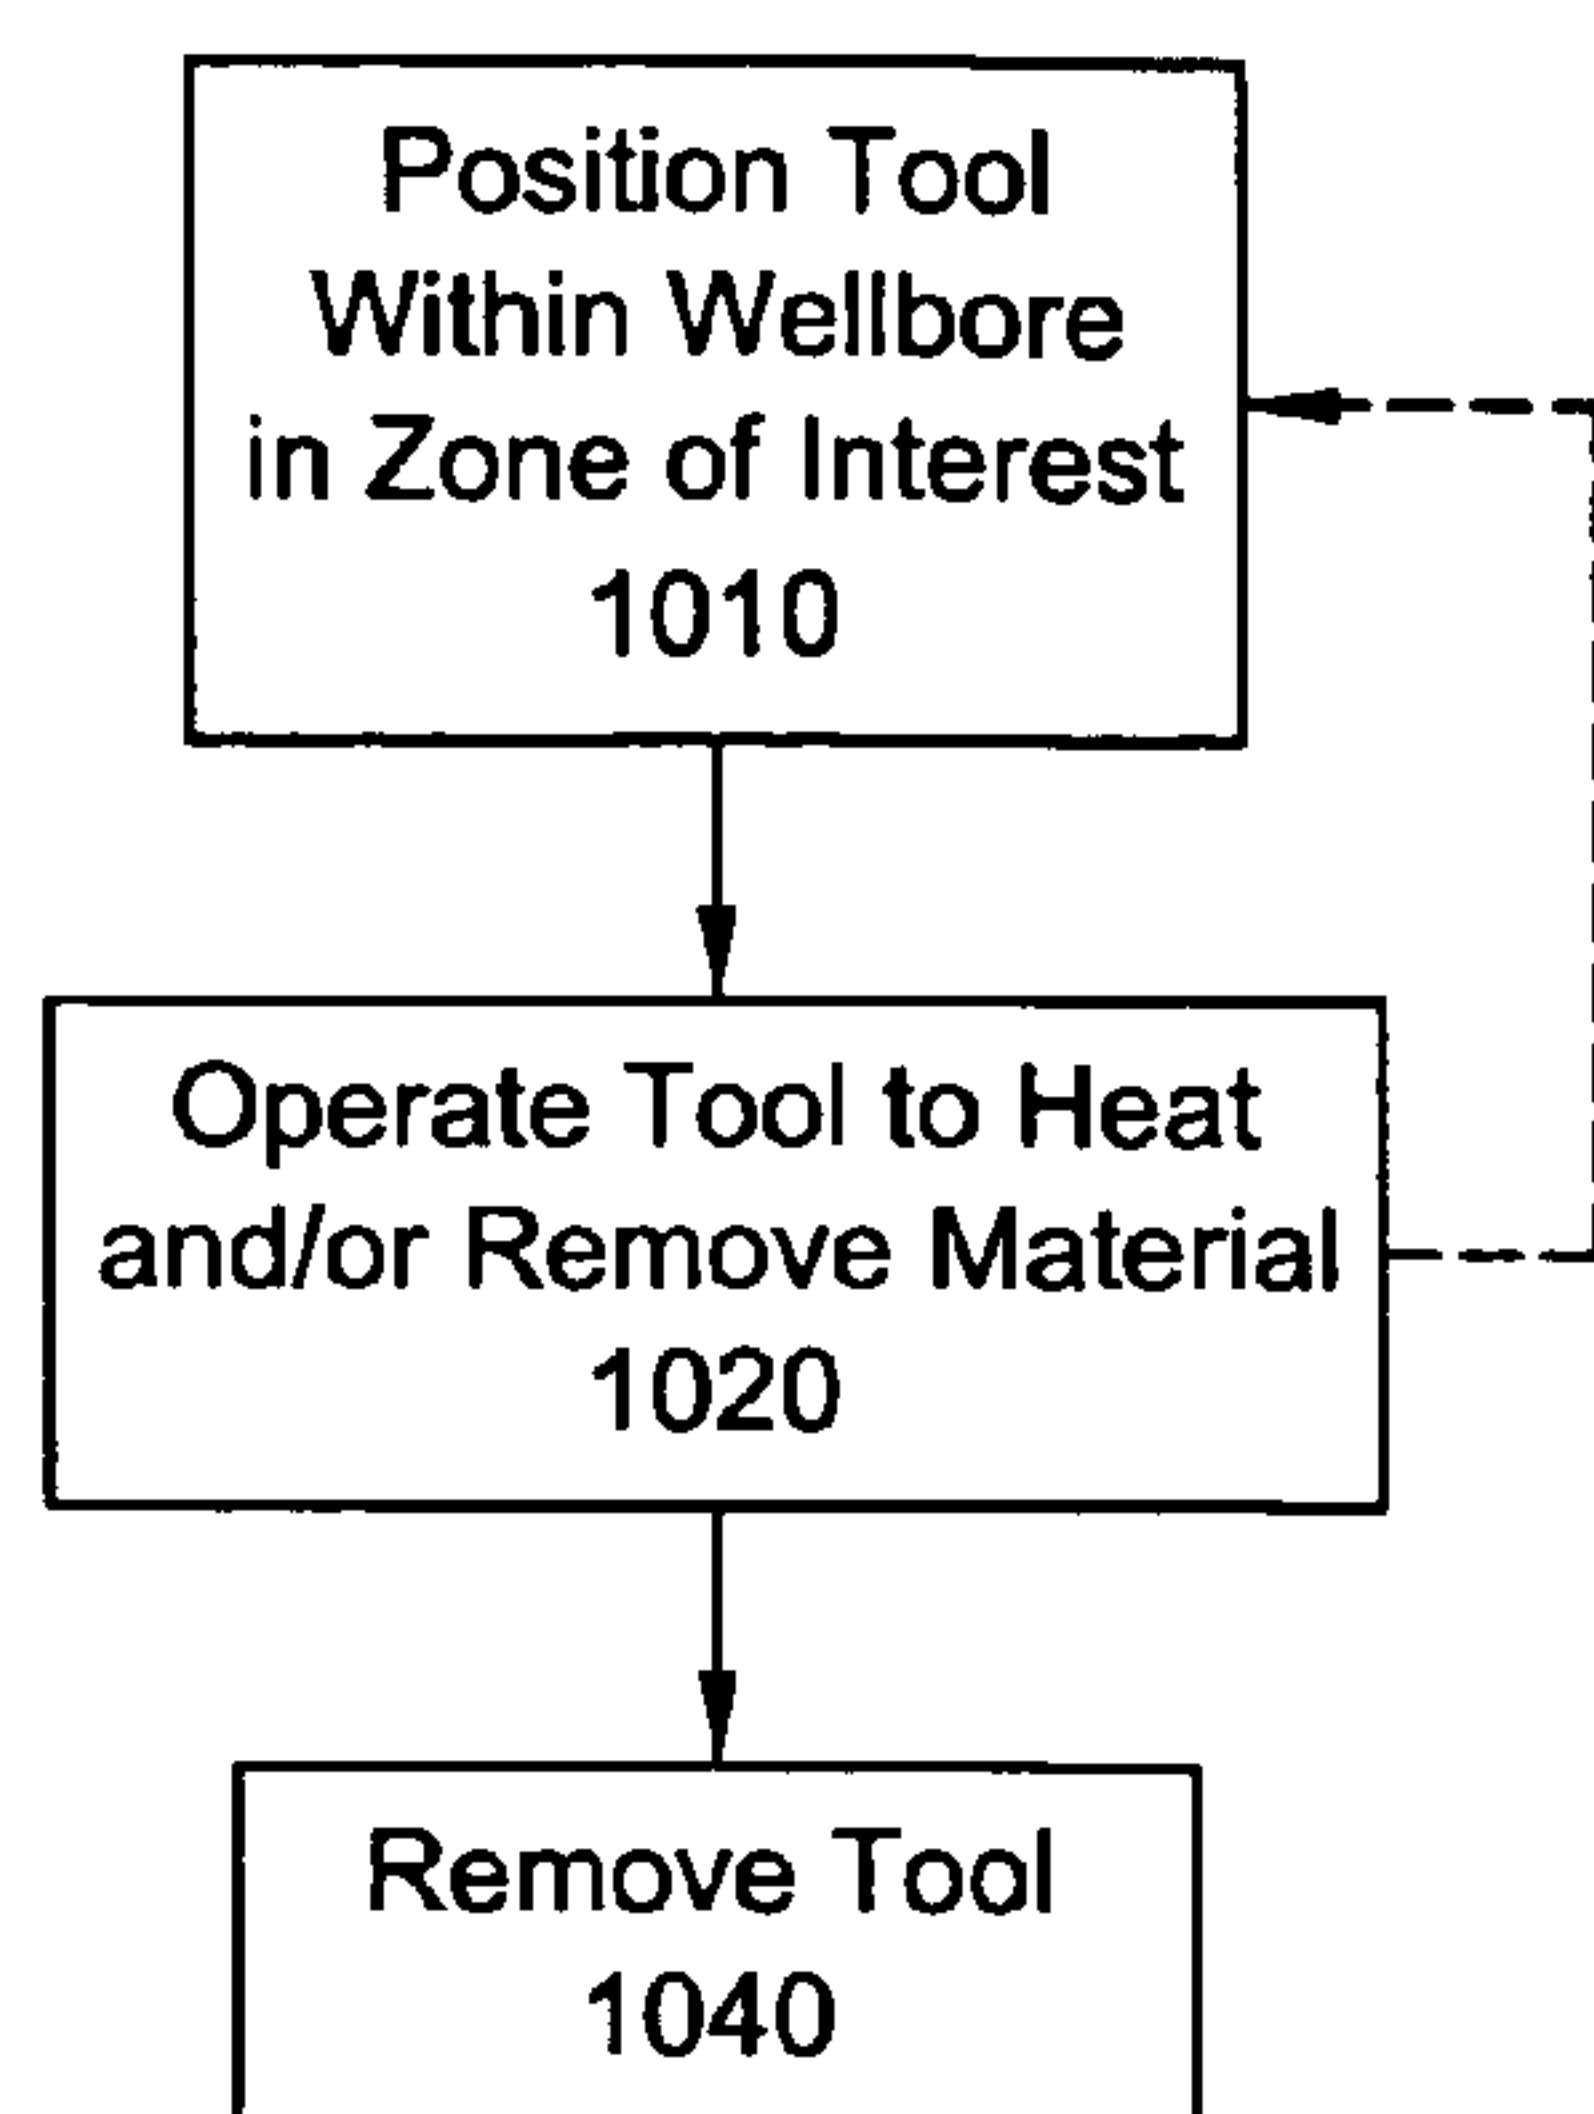 Position Tool
Within Wellbore
in Zone of Interest
1010
Operate Tool to Heat
and/or Remove Material
1020
Remove Tool
1040